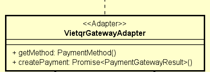 <<Adapter>>
VietqrGatewayAdapter
+ getMethod: PaymentMethod()
+ createPayment: Promise<PaymentGatewayResult>()